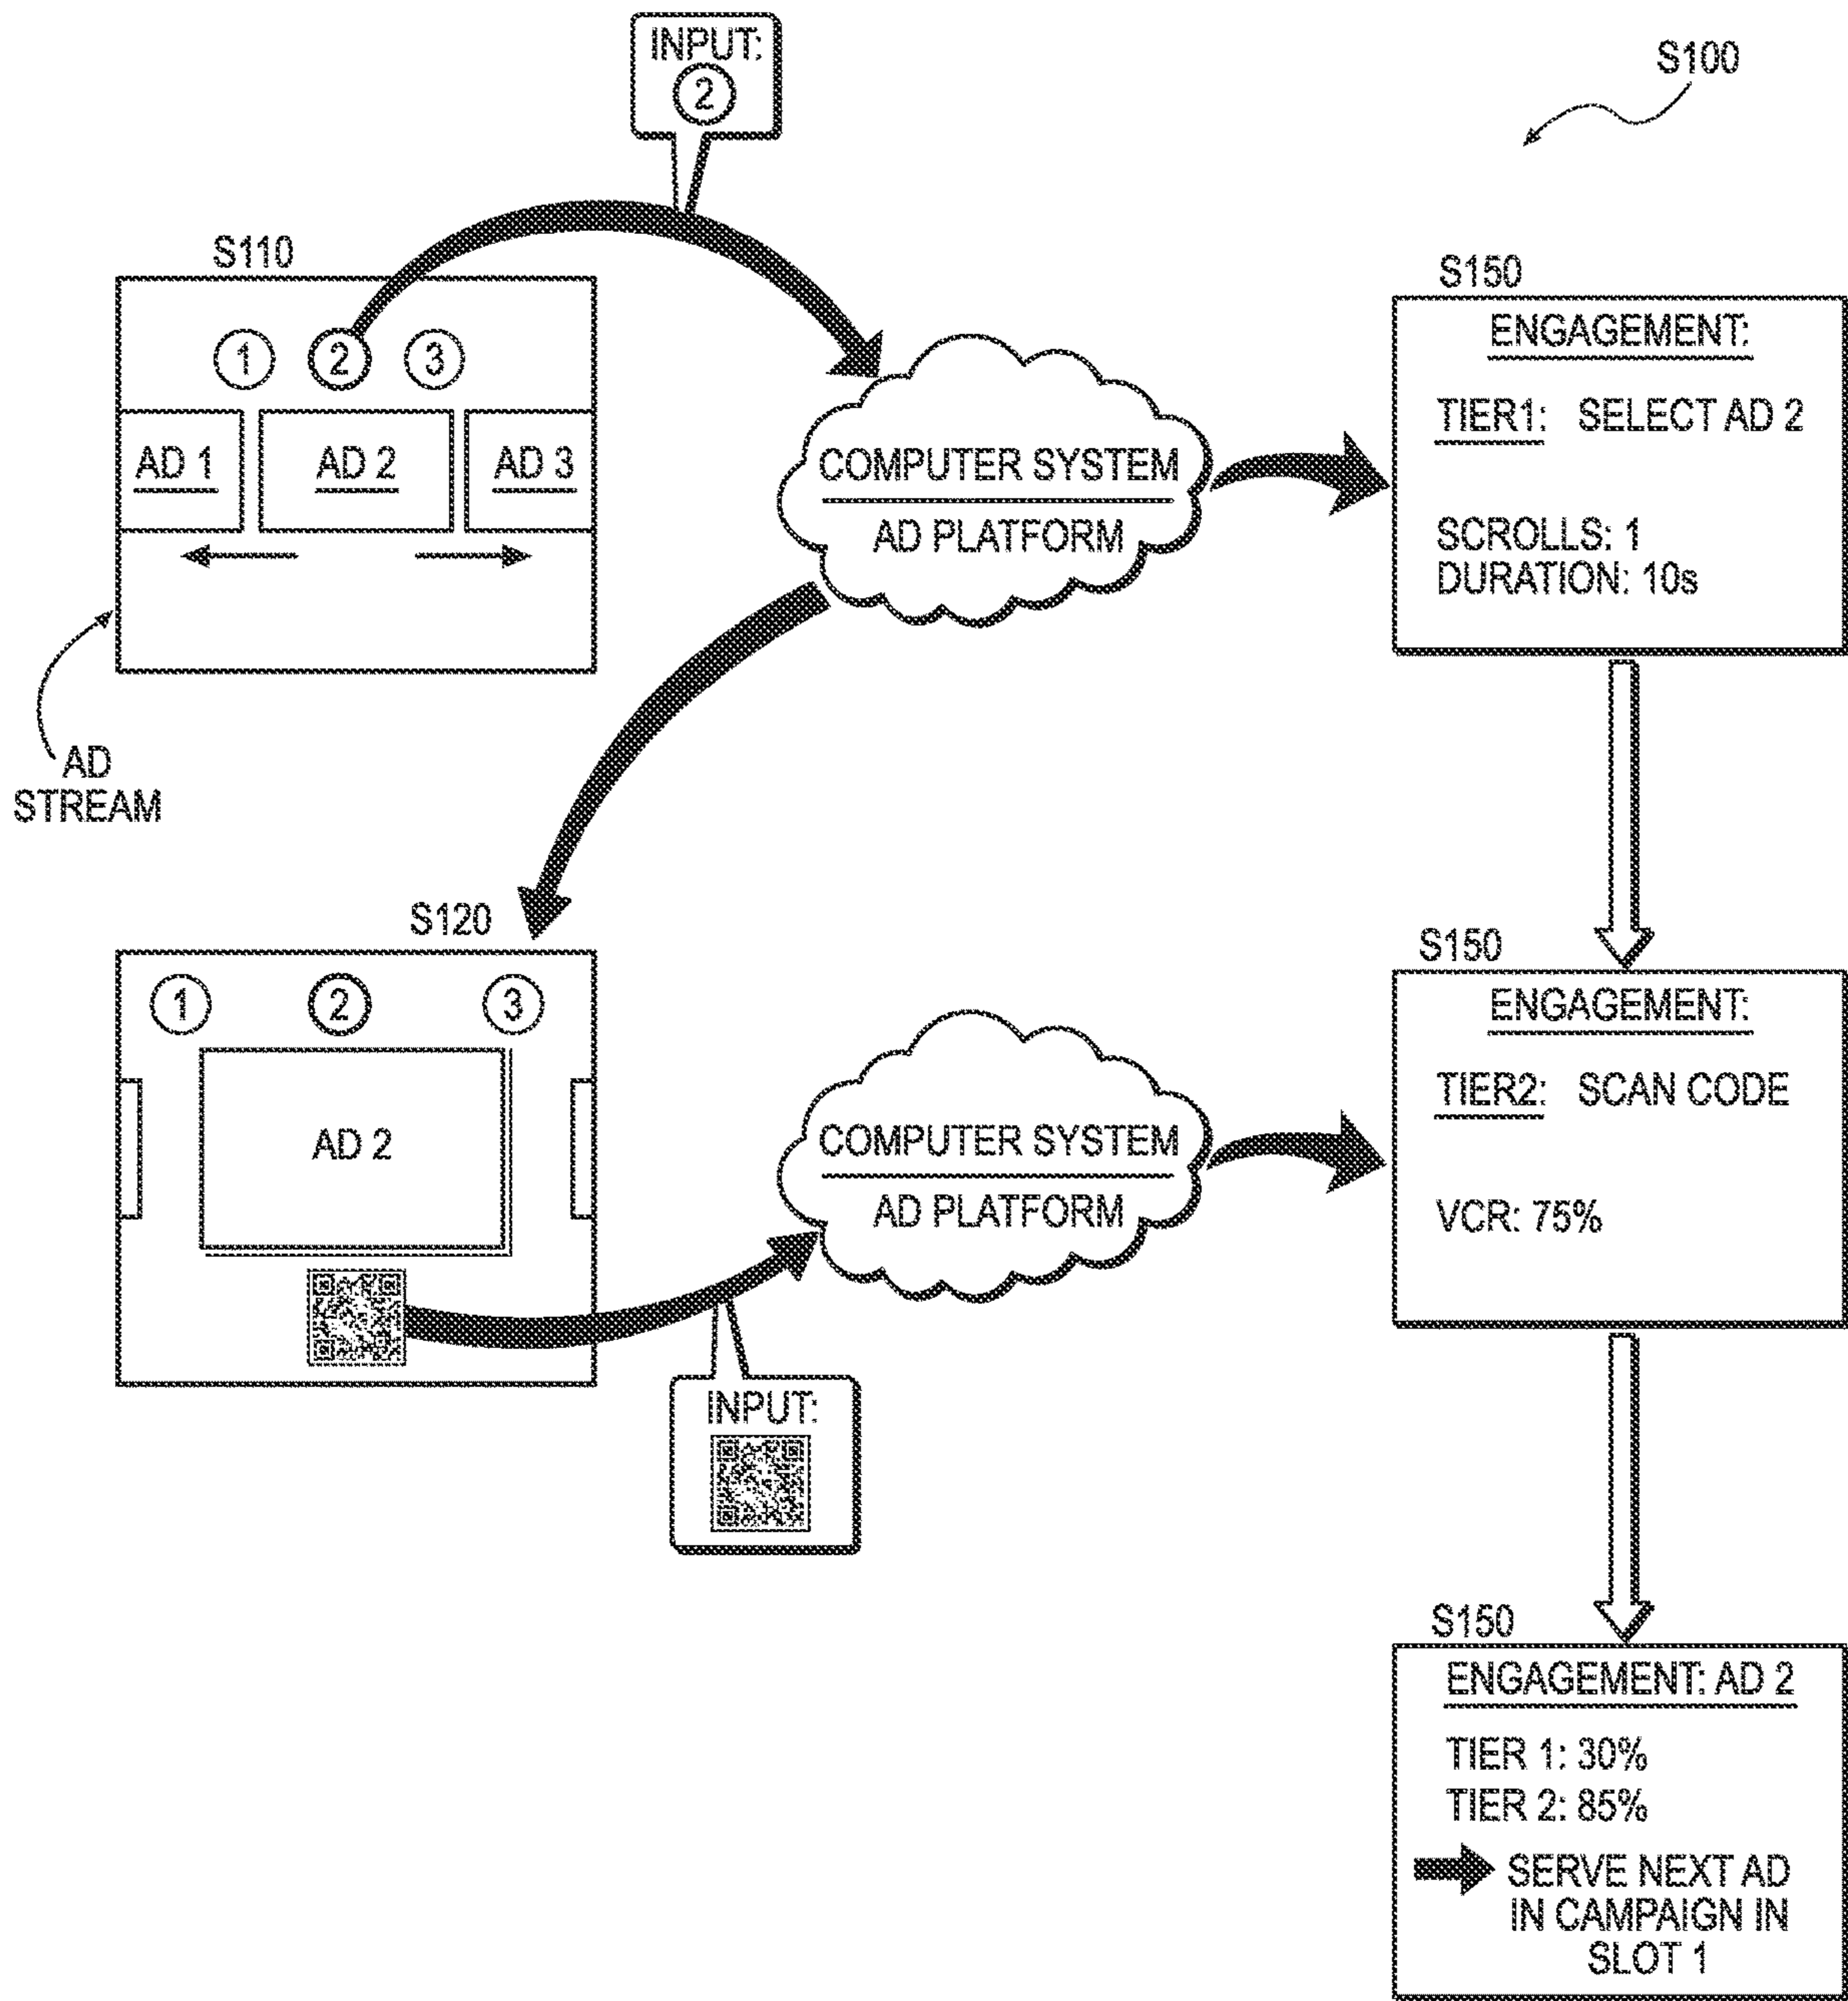 INPUT:
2
S100
S110
1 2 3
AD 1 AD 2 AD 3
AD
STREAM
COMPUTER SYSTEM
AD PLATFORM
S150
ENGAGEMENT:
TIER1: SELECT AD 2
SCROLLS: 1
DURATION: 10s
S120
1 2 3
AD 2
INPUT:
COMPUTER SYSTEM
AD PLATFORM
S150
ENGAGEMENT:
TIER2: SCAN CODE
VCR: 75%
S150
ENGAGEMENT: AD 2
TIER 1: 30%
TIER 2: 85%
SERVE NEXT AD
IN CAMPAIGN IN
SLOT 1